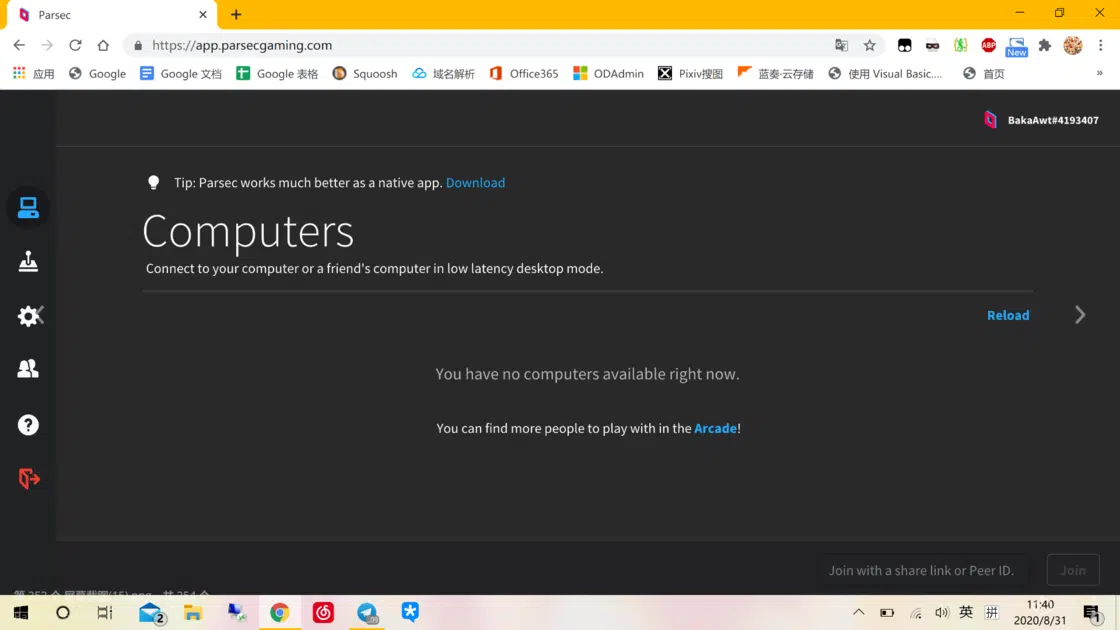 Parsec
https://app.parsecgaming.com
ABP
New
应用
Google
Google 文档
Google 表格
Squoosh
域名解析
Office365
ODAdmin
Pixiv搜图
蓝奏·云存储
使用 Visual Basic....
首页
»
BakaAwt#4193407
Tip: Parsec works much better as a native app. Download
Computers
Connect to your computer or a friend's computer in low latency desktop mode.
Reload
You have no computers available right now.
You can find more people to play with in the Arcade!
Join with a share link or Peer ID.
Join
2
英
拼
11:40
2020/8/31
1